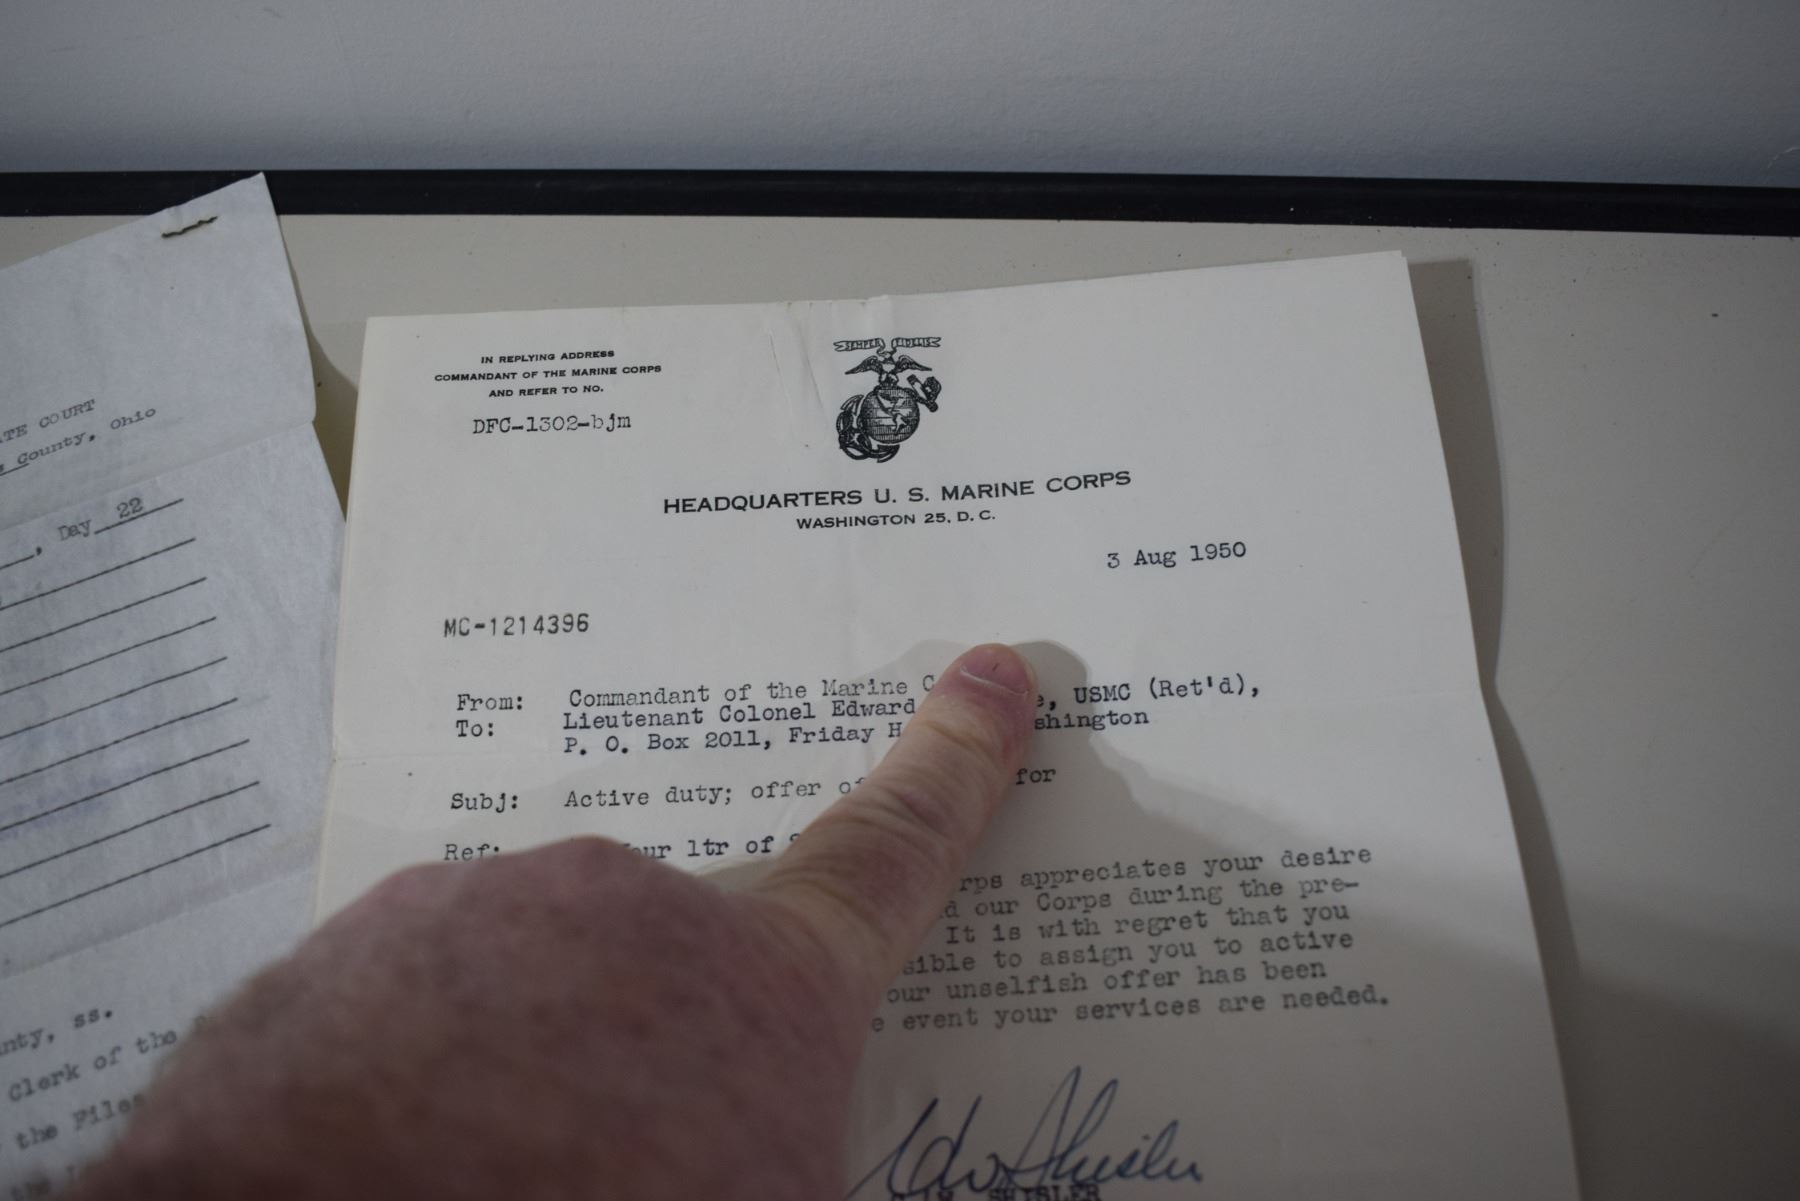 TE COURT
County, Ohio
, Day 22
nty, ss.
Clerk of the
the Files
IN REPLYING ADDRESS
COMMANDANT OF THE MARINE CORPS
AND REFER TO NO.
DFC-1302-bjm
SEMPER FIDELIS
HEADQUARTERS U. S. MARINE CORPS
WASHINGTON 25, D. C.
3 Aug 1950
MC-1214396
From: Commandant of the Marine C
To: Lieutenant Colonel Edward e, USMC (Ret'd),
P. O. Box 2011, Friday H shington
Subj: Active duty; offer of for
Ref: our ltr of
rps appreciates your desire
d our Corps during the pre-
It is with regret that you
sible to assign you to active
our unselfish offer has been
e event your services are needed.
SHISLER